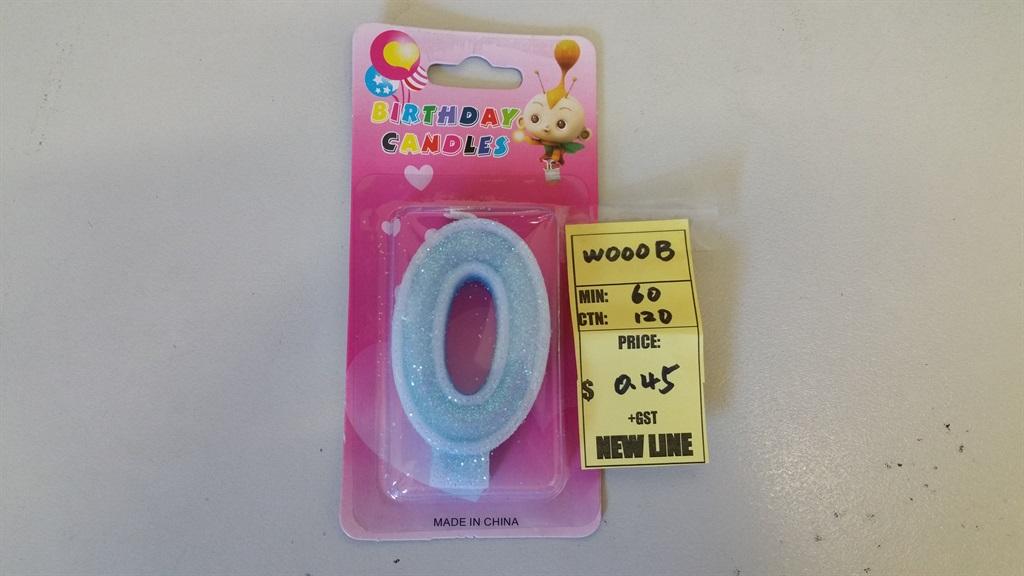 BIRTHDAY
CANDLES
MADE IN CHINA
W000B
MIN: 60
CTN: 120
PRICE:
$ 0.45
+GST
NEW LINE